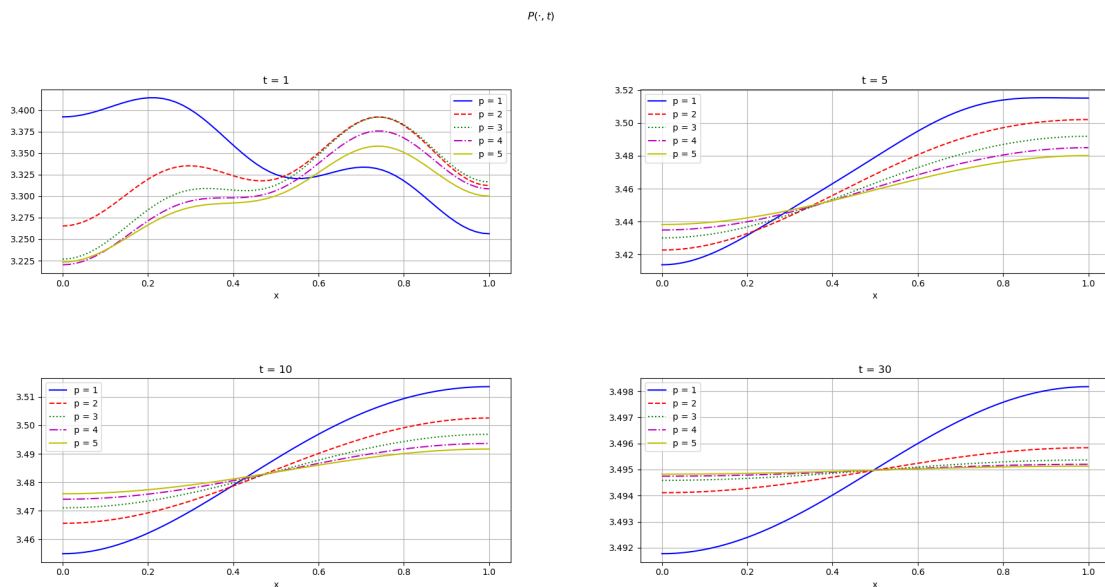 P(·, t)
t = 1
3.400
3.375
3.350
3.325
3.300
3.275
3.250
3.225
p = 1
p = 2
p = 3
p = 4
p = 5
0.0 0.2 0.4 0.6 0.8 1.0
x
t = 5
3.52
3.50
3.48
3.46
3.44
3.42
p = 1
p = 2
p = 3
p = 4
p = 5
0.0 0.2 0.4 0.6 0.8 1.0
x
t = 10
3.51
3.50
3.49
3.48
3.47
3.46
p = 1
p = 2
p = 3
p = 4
p = 5
0.0 0.2 0.4 0.6 0.8 1.0
x
t = 30
3.498
3.497
3.496
3.495
3.494
3.493
3.492
p = 1
p = 2
p = 3
p = 4
p = 5
0.0 0.2 0.4 0.6 0.8 1.0
x